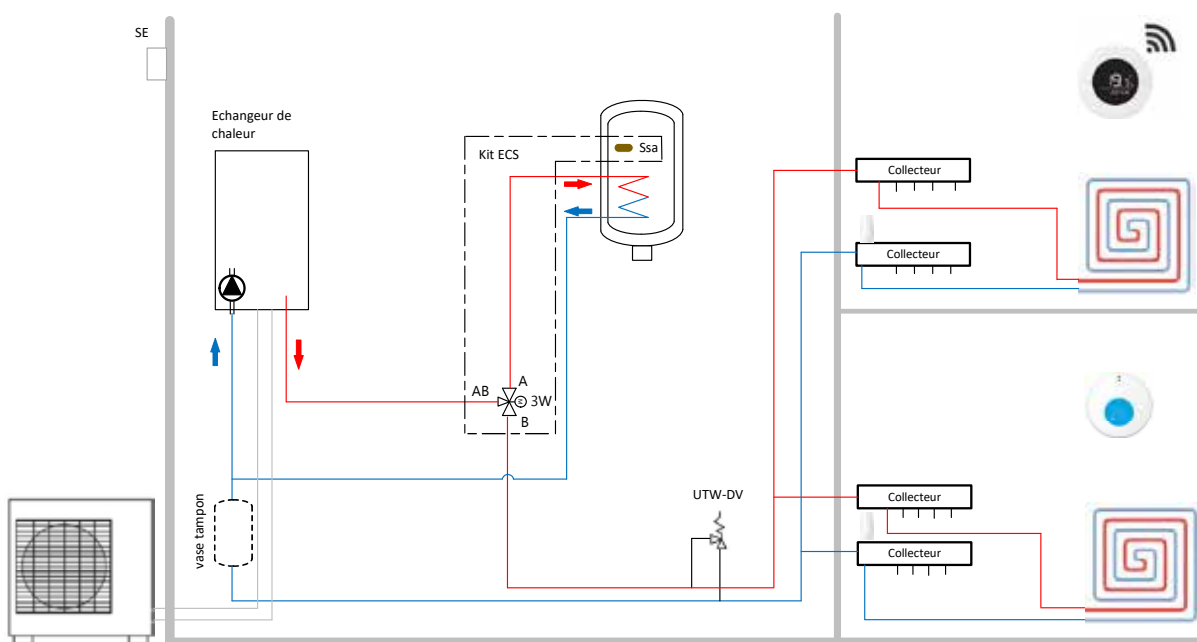 SE
Echangeur de
chaleur
Kit ECS
Ssa
A
AB
3W
B
vase tampon
UTW-DV
Collecteur
Collecteur
Collecteur
Collecteur